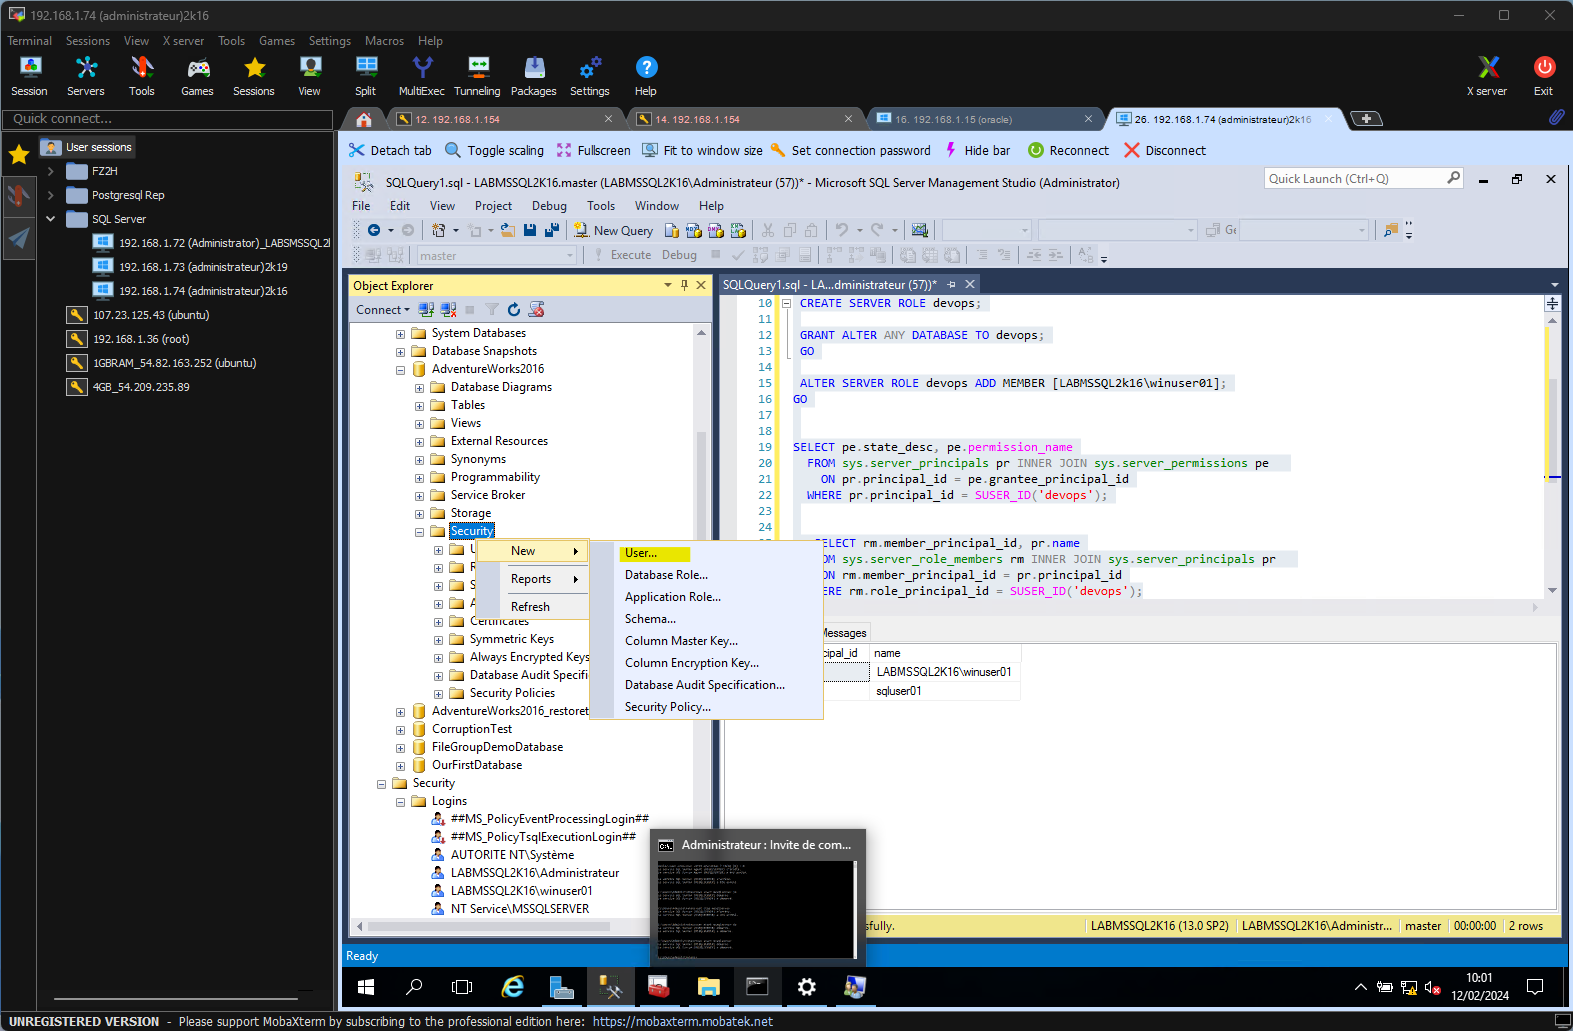 192.168.1.74 (administrateur)2k16
Terminal Sessions View X server Tools Games Settings Macros Help
Session Servers Tools Games Sessions View Split MultiExec Tunneling Packages Settings Help X server Exit
Quick connect...
12. 192.168.1.154
14. 192.168.1.154
16. 192.168.1.15 (oracle)
26. 192.168.1.74 (administrateur)2k16
User sessions
FZ2H
Postgresql Rep
SQL Server
192.168.1.72 (Administrator)_LABSMSSQL2
192.168.1.73 (administrateur)2k19
192.168.1.74 (administrateur)2k16
107.23.125.43 (ubuntu)
192.168.1.36 (root)
1GBRAM_54.82.163.252 (ubuntu)
4GB_54.209.235.89
Detach tab Toggle scaling Fullscreen Fit to window size Set connection password Hide bar Reconnect Disconnect
SQLQuery1.sql - LABMSSQL2K16.master (LABMSSQL2K16\Administrateur (57))* - Microsoft SQL Server Management Studio (Administrator)
Quick Launch (Ctrl+Q)
File Edit View Project Debug Tools Window Help
New Query
Ge
master
Execute Debug
Object Explorer
Connect
System Databases
Database Snapshots
AdventureWorks2016
Database Diagrams
Tables
Views
External Resources
Synonyms
Programmability
Service Broker
Storage
Security
U
R
S
A
Certificates
Symmetric Keys
Always Encrypted Keys
Database Audit Specifi
Security Policies
AdventureWorks2016_restoret
CorruptionTest
FileGroupDemoDatabase
OurFirstDatabase
Security
Logins
##MS_PolicyEventProcessingLogin##
##MS_PolicyTsqlExecutionLogin##
AUTORITE NT\Système
LABMSSQL2K16\Administrateur
LABMSSQL2K16\winuser01
NT Service\MSSQLSERVER
New
Reports
Refresh
User...
Database Role...
Application Role...
Schema...
Column Master Key...
Column Encryption Key...
Database Audit Specification...
Security Policy...
SQLQuery1.sql - LA...dministrateur (57))*
10 CREATE SERVER ROLE devops;
11
12 GRANT ALTER ANY DATABASE TO devops;
13 GO
14
15 ALTER SERVER ROLE devops ADD MEMBER [LABMSSQL2k16\winuser01];
16 GO
17
18
19 SELECT pe.state_desc, pe.permission_name
20 FROM sys.server_principals pr INNER JOIN sys.server_permissions pe
21 ON pr.principal_id = pe.grantee_principal_id
22 WHERE pr.principal_id = SUSER_ID('devops');
23
24
SELECT rm.member_principal_id, pr.name
OM sys.server_role_members rm INNER JOIN sys.server_principals pr
ON rm.member_principal_id = pr.principal_id
ERE rm.role_principal_id = SUSER_ID('devops');
Messages
cipal_id name
LABMSSQL2K16\winuser01
sqluser01
Administrateur : Invite de com...
sfully.
LABMSSQL2K16 (13.0 SP2) LABMSSQL2K16\Administr... master 00:00:00 2 rows
Ready
10:01
12/02/2024
UNREGISTERED VERSION - Please support MobaXterm by subscribing to the professional edition here: https://mobaxterm.mobatek.net